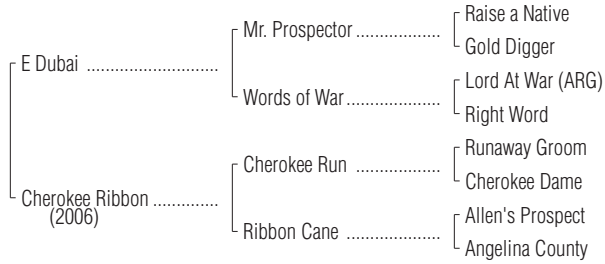 Raise a Native
Mr. Prospector ..................
Gold Digger
E Dubai ............................
Lord At War (ARG)
Words of War ....................
Right Word
Runaway Groom
Cherokee Run ..................
Cherokee Dame
Cherokee Ribbon ..............
(2006)
Allen's Prospect
Ribbon Cane ....................
Angelina County